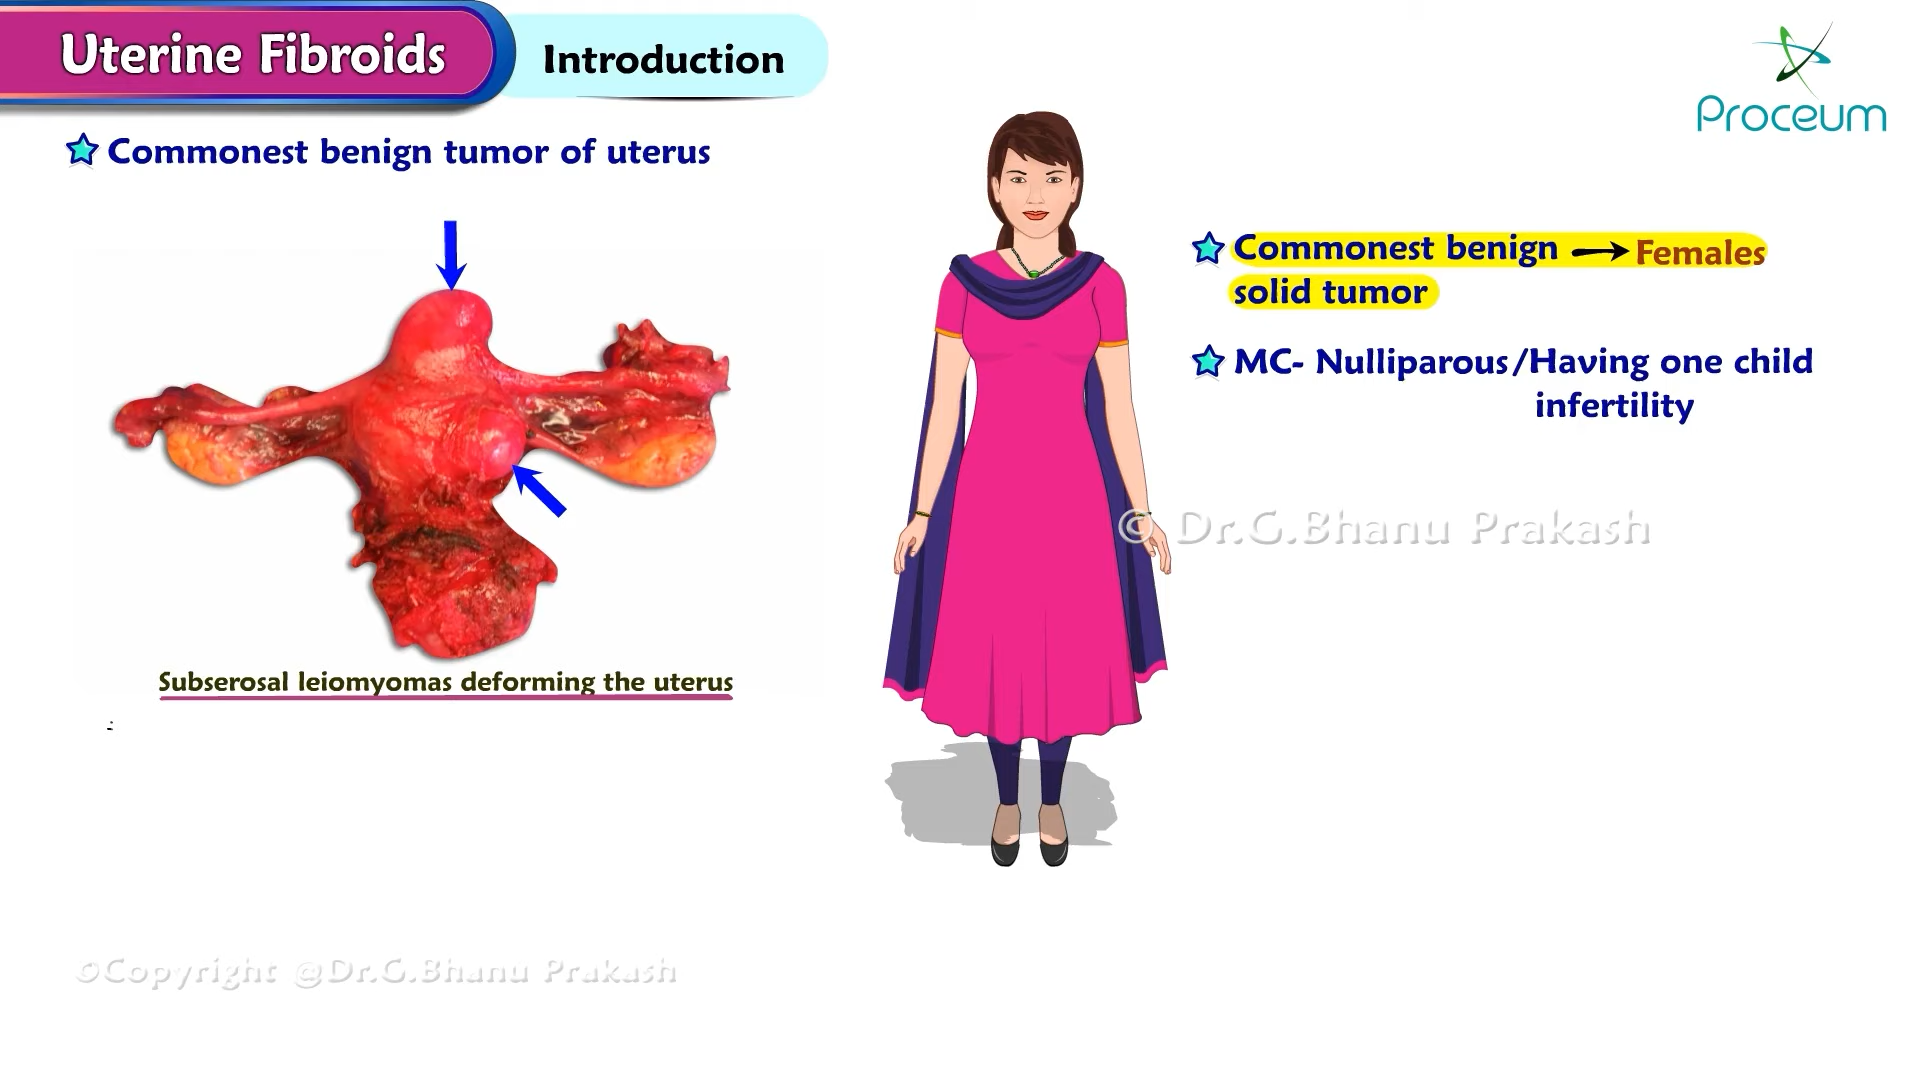 Uterine Fibroids
Introduction
Proceum
Commonest benign tumor of uterus
Commonest benign → Females
solid tumor
MC- Nulliparous/Having one child
infertility
© Dr.G.Bhanu Prakash
Subserosal leiomyomas deforming the uterus
©Copyright @Dr.G.Bhanu Prakash